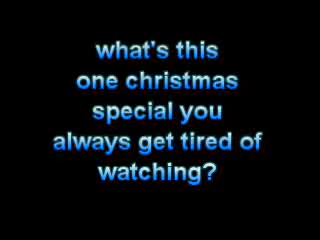 what's this
one christmas
special you
always get tired of
watching?